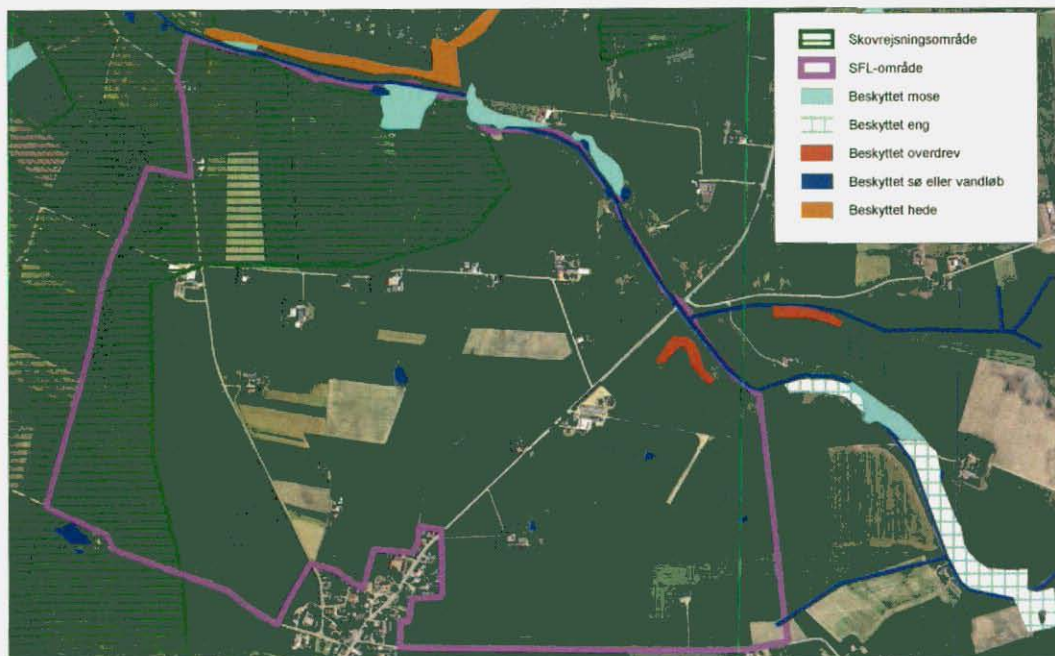 Skovrejsningsområde
SFL-område
Beskyttet mose
Beskyttet eng
Beskyttet overdrev
Beskyttet sø eller vandløb
Beskyttet hede